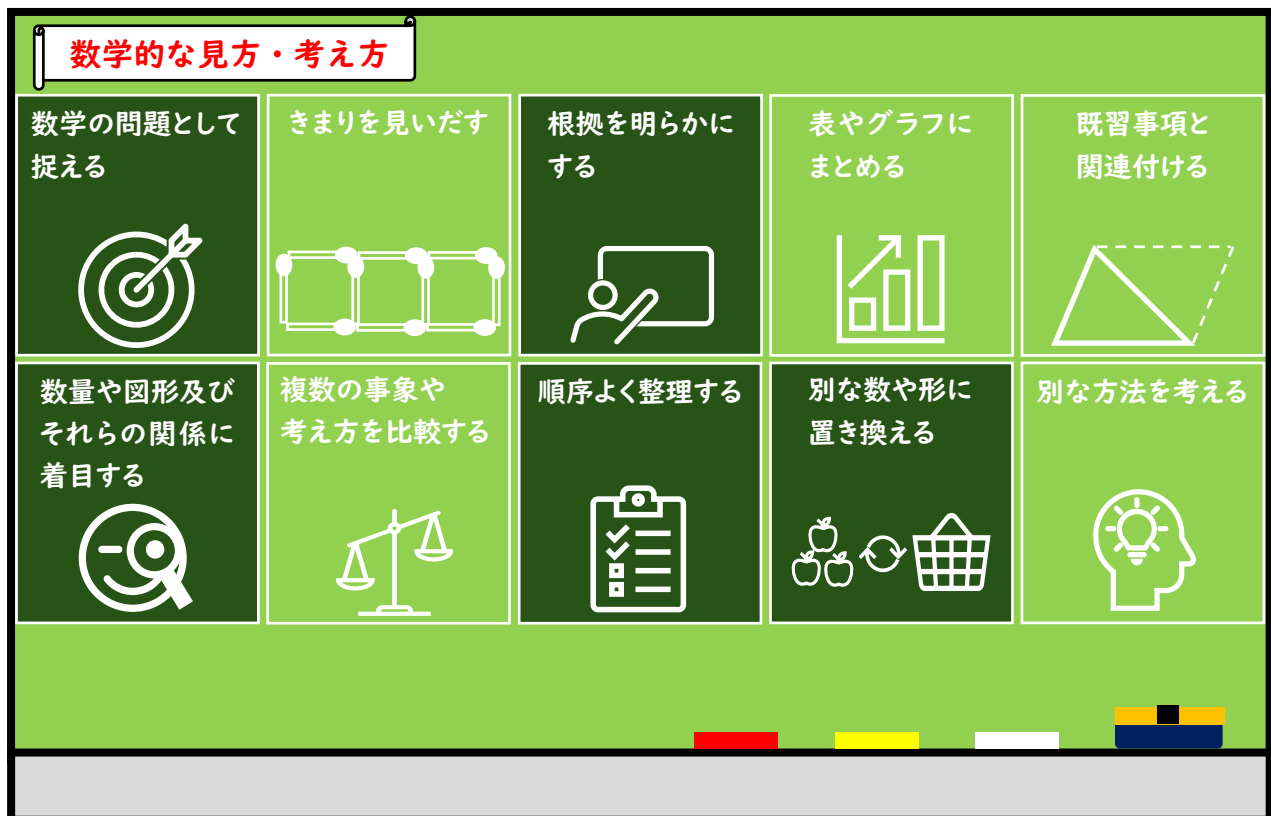 数学的な見方・考え方
数学の問題として
捉える
きまりを見いだす
根拠を明らかに
する
表やグラフに
まとめる
既習事項と
関連付ける
数量や図形及び
それらの関係に
着目する
複数の事象や
考え方を比較する
順序よく整理する
別な数や形に
置き換える
別な方法を考える